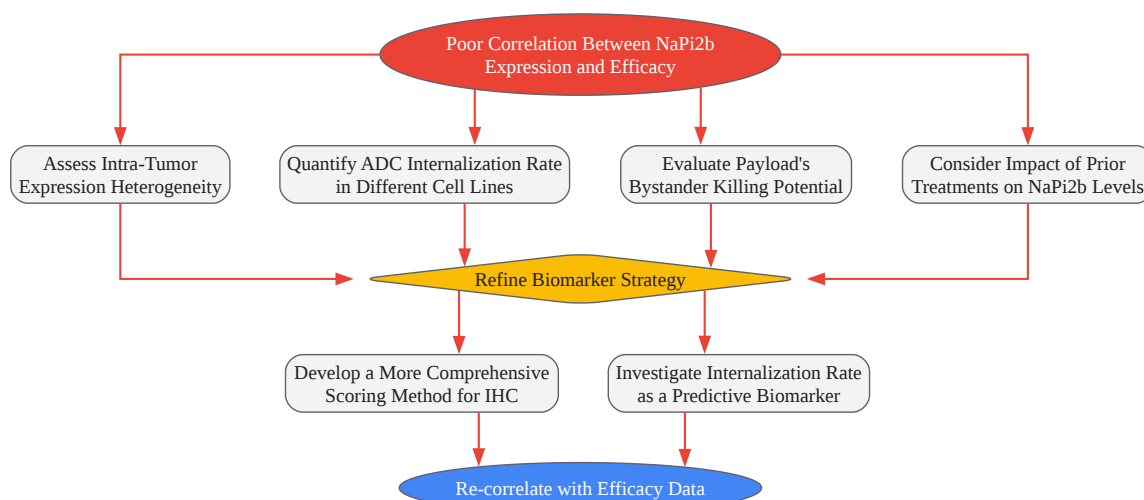 Poor Correlation Between NaPi2b
Expression and Efficacy
Assess Intra-Tumor
Expression Heterogeneity
Quantify ADC Internalization Rate
in Different Cell Lines
Evaluate Payload's
Bystander Killing Potential
Consider Impact of Prior
Treatments on NaPi2b Levels
Refine Biomarker Strategy
Develop a More Comprehensive
Scoring Method for IHC
Investigate Internalization Rate
as a Predictive Biomarker
Re-correlate with Efficacy Data